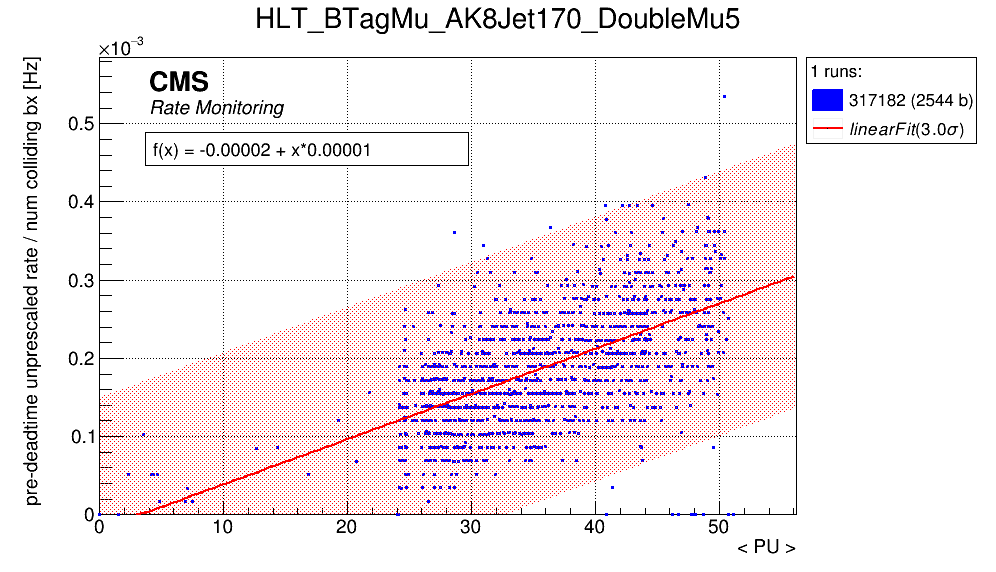 HLT_BTagMu_AK8Jet170_DoubleMu5
×10⁻³
CMS
Rate Monitoring
f(x) = -0.00002 + x*0.00001
1 runs:
317182 (2544 b)
linearFit(3.0σ)
pre-deadtime unprescaled rate / num colliding bx [Hz]
0.5
0.4
0.3
0.2
0.1
0
0 10 20 30 40 50
< PU >